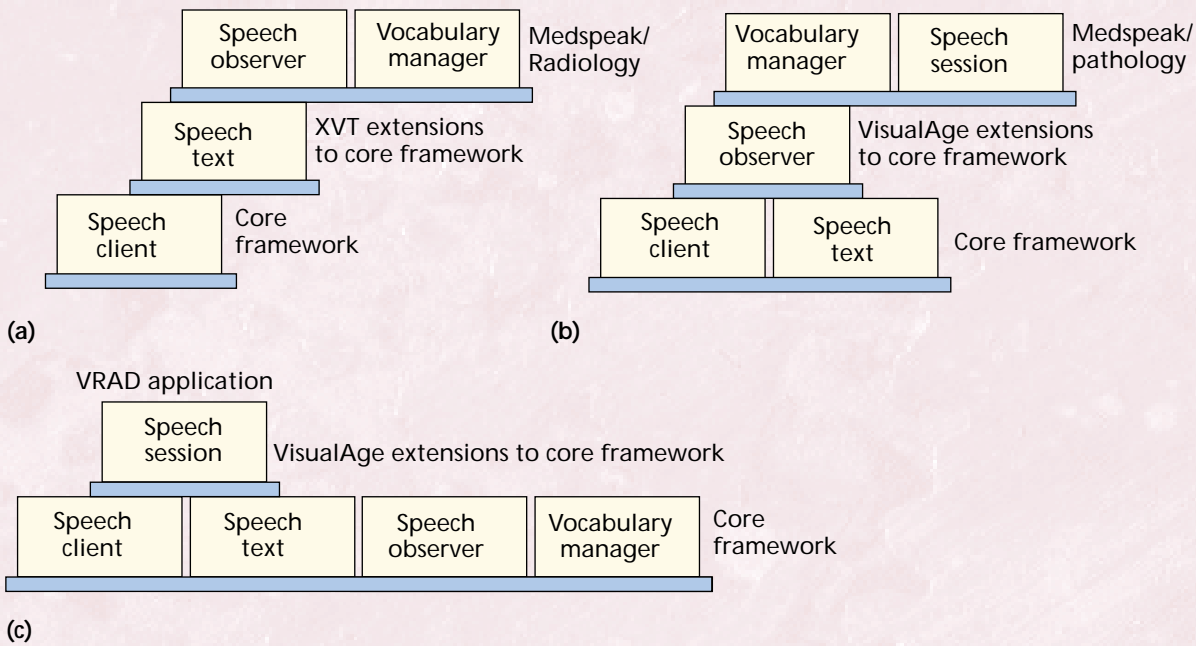 Speech
observer
Vocabulary
manager
Medspeak/
Radiology
Speech
text
XVT extensions
to core framework
Speech
client
Core
framework
(a)
Vocabulary
manager
Speech
session
Medspeak/
pathology
Speech
observer
VisualAge extensions
to core framework
Speech
client
Speech
text
Core framework
(b)
VRAD application
Speech
session
VisualAge extensions to core framework
Speech
client
Speech
text
Speech
observer
Vocabulary
manager
Core
framework
(c)